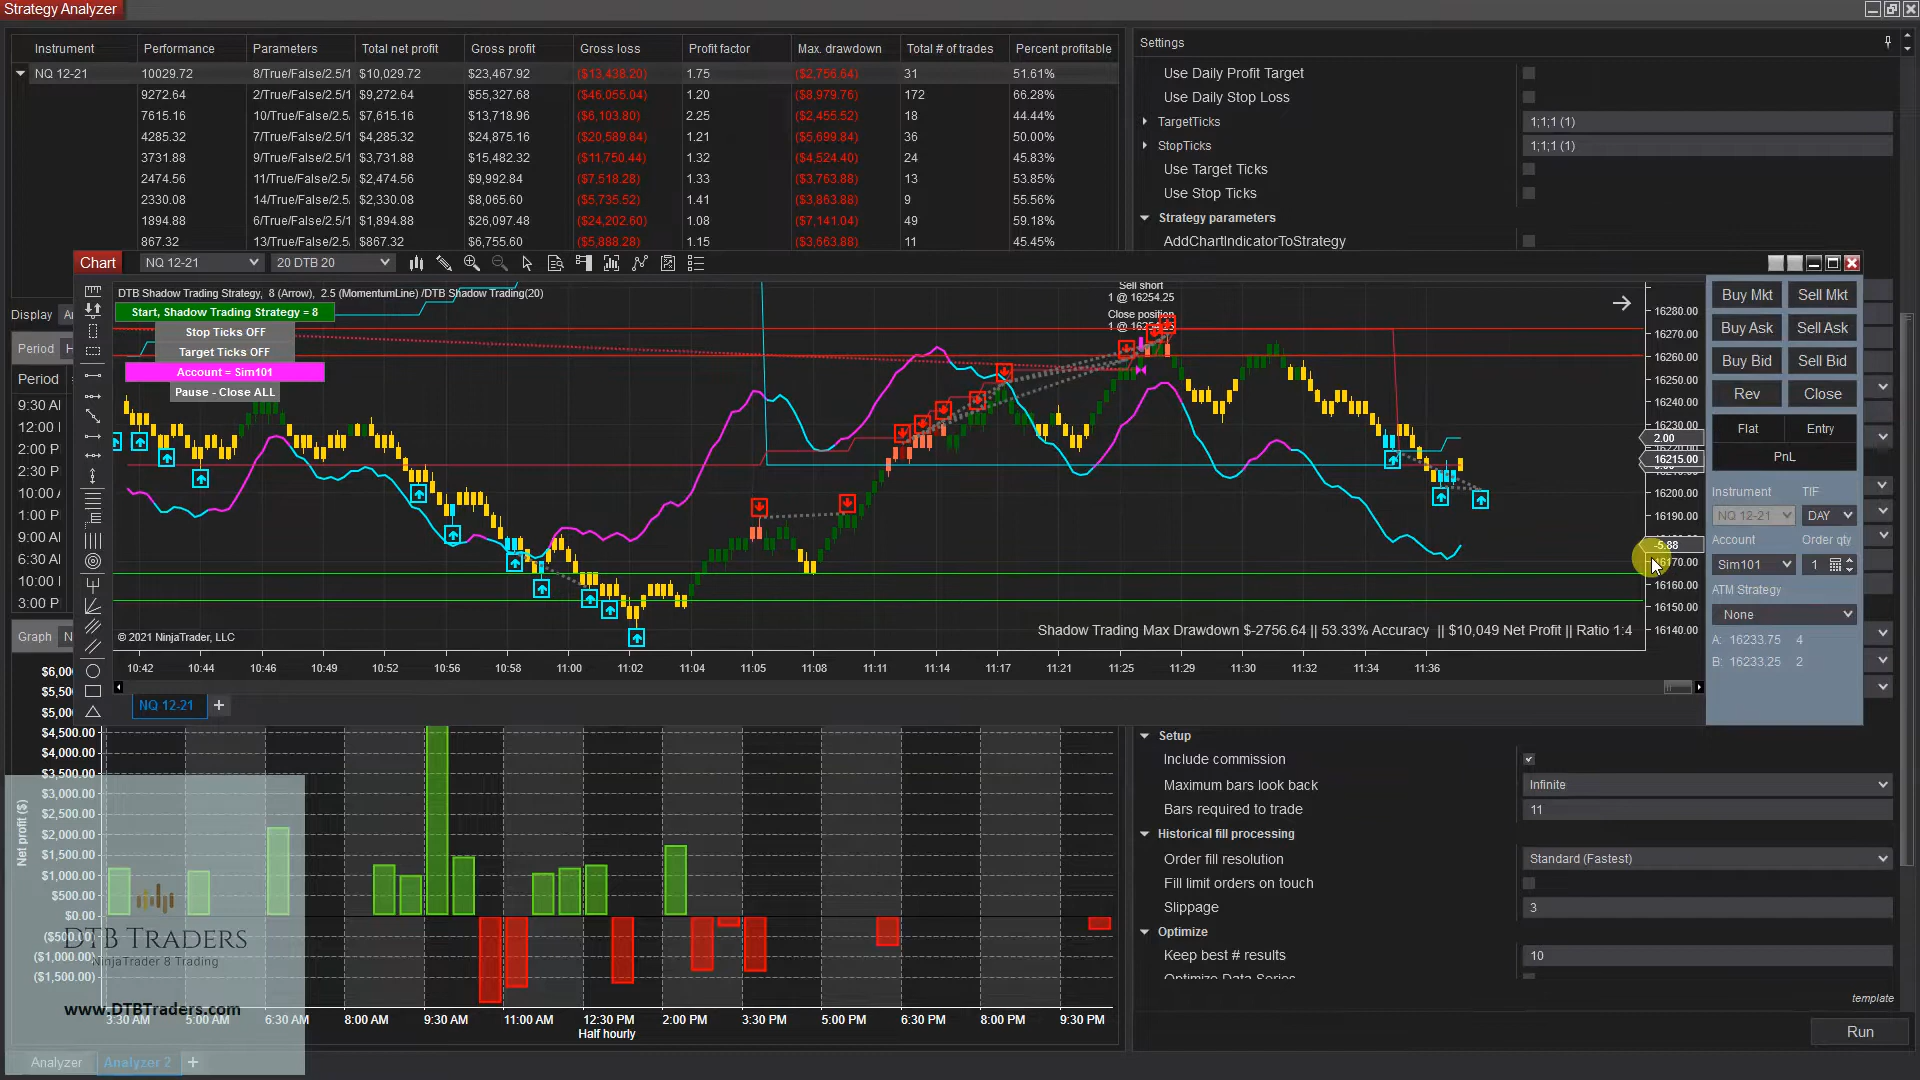 Strategy Analyzer
Instrument Performance Parameters Total net profit Gross profit Gross loss Profit factor Max. drawdown Total # of trades Percent profitable
NQ 12-21 10029.72 8/True/False/2.5/1 $10,029.72 $23,467.92 ($13,438.20) 1.75 ($2,756.64) 31 51.61%
9272.64 2/True/False/2.5/1 $9,272.64 $55,327.68 ($46,055.04) 1.20 ($8,979.76) 172 66.28%
7615.16 10/True/False/2.5/ $7,615.16 $13,718.96 ($6,103.80) 2.25 ($2,455.52) 18 44.44%
4285.32 7/True/False/2.5/1 $4,285.32 $24,875.16 ($20,589.84) 1.21 ($5,699.84) 36 50.00%
3731.88 9/True/False/2.5/1 $3,731.88 $15,482.32 ($11,750.44) 1.32 ($4,524.40) 24 45.83%
2474.56 11/True/False/2.5/ $2,474.56 $9,992.84 ($7,518.28) 1.33 ($3,763.88) 13 53.85%
2330.08 14/True/False/2.5/ $2,330.08 $8,065.60 ($5,735.52) 1.41 ($3,863.88) 9 55.56%
1894.88 6/True/False/2.5/1 $1,894.88 $26,097.48 ($24,202.60) 1.08 ($7,141.04) 49 59.18%
867.32 13/True/False/2.5. $867.32 $6,755.60 ($5,888.28) 1.15 ($3,663.88) 11 45.45%
Settings
Use Daily Profit Target
Use Daily Stop Loss
TargetTicks 1;1;1 (1)
StopTicks 1;1;1 (1)
Use Target Ticks
Use Stop Ticks
Strategy parameters
AddChartIndicatorToStrategy
Chart NQ 12-21 20 DTB 20
DTB Shadow Trading Strategy, 8 (Arrow), 2.5 (MomentumLine) /DTB Shadow Trading(20)
Start, Shadow Trading Strategy = 8
Stop Ticks OFF
Target Ticks OFF
Account = Sim101
Pause - Close ALL
Sell short
1 @ 16254.25
Close position
16280.00
16270.00
16260.00
16250.00
16240.00
16230.00
2.00
16215.00
16200.00
16190.00
-5.88
16170.00
16160.00
16150.00
16140.00
© 2021 NinjaTrader, LLC
Shadow Trading Max Drawdown $-2756.64 || 53.33% Accuracy || $10,049 Net Profit || Ratio 1:4
10:42 10:44 10:46 10:49 10:52 10:56 10:58 11:00 11:02 11:04 11:05 11:08 11:11 11:14 11:17 11:21 11:25 11:29 11:30 11:32 11:34 11:36
NQ 12-21 +
Buy Mkt Sell Mkt
Buy Ask Sell Ask
Buy Bid Sell Bid
Rev Close
Flat Entry
PnL
Instrument TIF
NQ 12-21 DAY
Account Order qty
Sim101 1
ATM Strategy
None
A: 16233.75 4
B: 16233.25 2
Display
Period
Period
9:30 A
12:00
2:00 P
2:30 P
10:00
1:00 P
9:00 A
6:30 A
10:00
3:00 P
Graph N
$6,00
$5,50
$5,00
$4,500.00
$4,000.00
$3,500.00
$3,000.00
$2,500.00
$2,000.00
$1,500.00
$1,000.00
$500.00
$0.00
($500.00)
($1,000.00)
($1,500.00)
Net profit ($)
3:30 AM 5:00 AM 6:30 AM 8:00 AM 9:30 AM 11:00 AM 12:30 PM 2:00 PM 3:30 PM 5:00 PM 6:30 PM 8:00 PM 9:30 PM
Half hourly
DTB TRADERS
NinjaTrader 8 Trading
www.DTBTraders.com
Analyzer Analyzer 2 +
Setup
Include commission
Maximum bars look back Infinite
Bars required to trade 11
Historical fill processing
Order fill resolution Standard (Fastest)
Fill limit orders on touch
Slippage 3
Optimize
Keep best # results 10
Optimize Data Series
template
Run